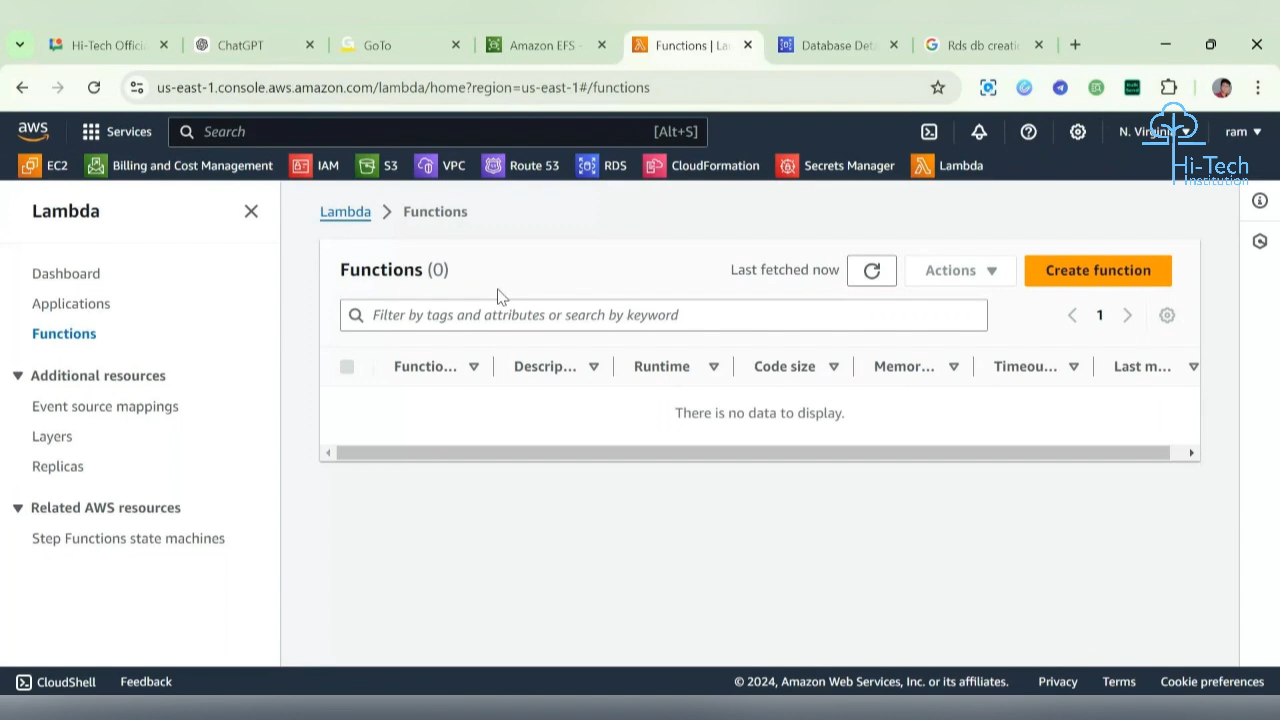 Hi-Tech Offici
ChatGPT
GoTo
Amazon EFS -
Functions | La
Database Det
Rds db creati
us-east-1.console.aws.amazon.com/lambda/home?region=us-east-1#/functions
aws
Services
Search
[Alt+S]
N. Virginia
ram
EC2
Billing and Cost Management
IAM
S3
VPC
Route 53
RDS
CloudFormation
Secrets Manager
Lambda
Hi-Tech
Institution
Lambda
Dashboard
Applications
Functions
Additional resources
Event source mappings
Layers
Replicas
Related AWS resources
Step Functions state machines
Lambda
Functions
Functions (0)
Last fetched now
Actions
Create function
Filter by tags and attributes or search by keyword
1
Functio...
Descrip...
Runtime
Code size
Memor...
Timeou...
Last m...
There is no data to display.
CloudShell
Feedback
© 2024, Amazon Web Services, Inc. or its affiliates.
Privacy
Terms
Cookie preferences